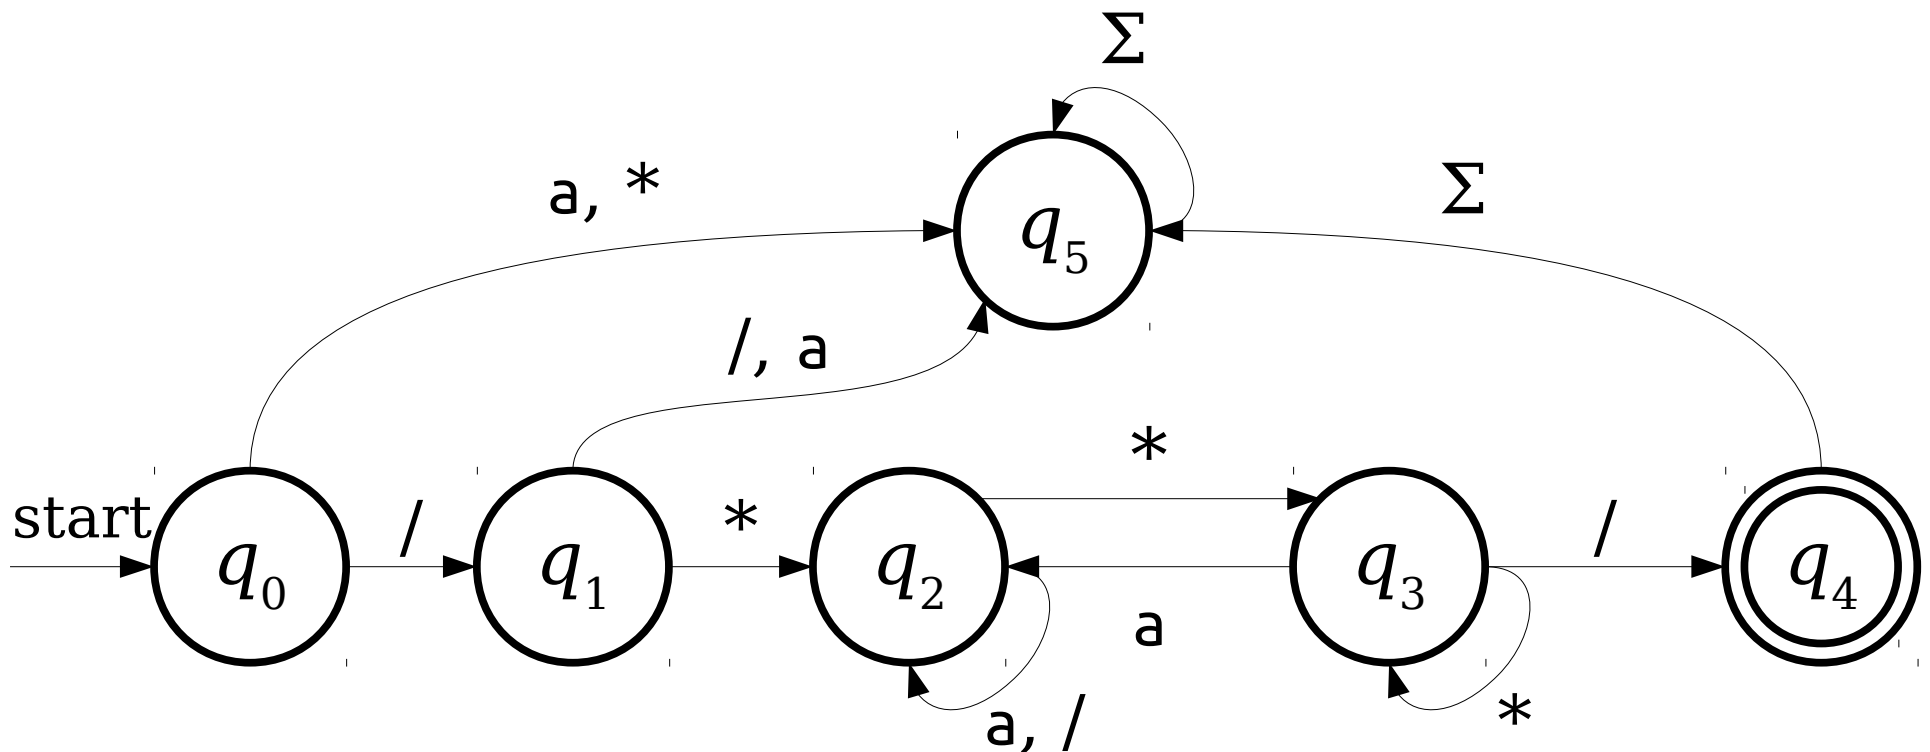 Σ
a, *
Σ
q5
/, a
*
start
/
*
/
q0
q1
q2
q3
q4
a
a, /
*